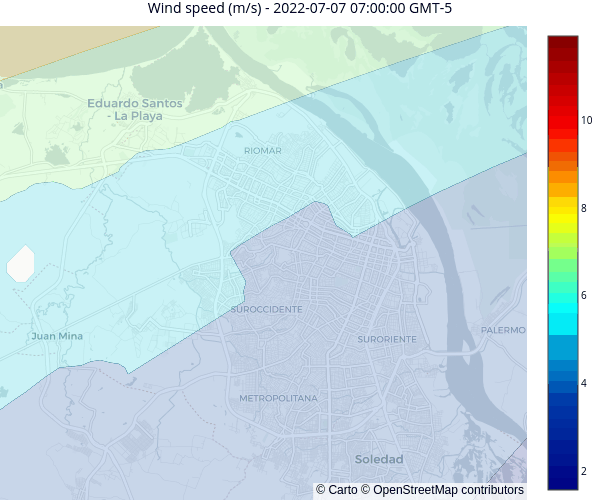 Wind speed (m/s) - 2022-07-07 07:00:00 GMT-5
Eduardo Santos
- La Playa
RIOMAR
SUROCCIDENTE
Juan Mina
SURORIENTE
PALERMO
METROPOLITANA
Soledad
10
8
6
4
2
© Carto © OpenStreetMap contributors